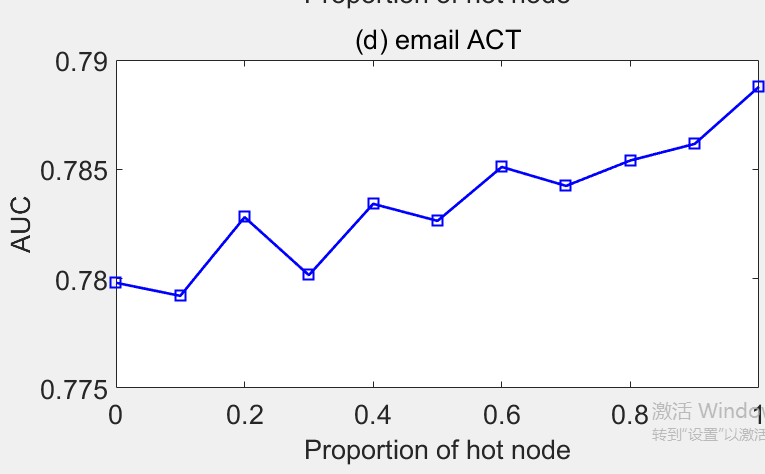 Proportion of hot node
(d) email ACT
0.79
0.785
0.78
0.775
AUC
0 0.2 0.4 0.6 0.8 1
Proportion of hot node
激活 Windo
转到"设置"以激活